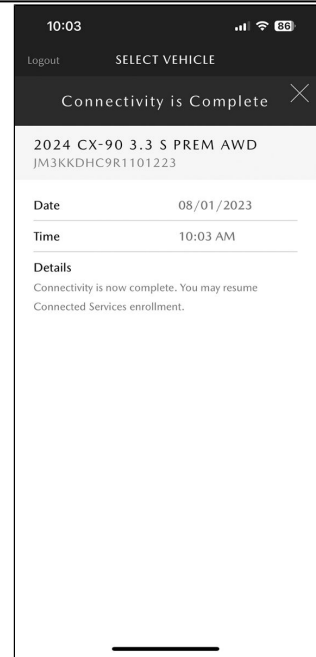 10:03 86
Logout SELECT VEHICLE
Connectivity is Complete
2024 CX-90 3.3 S PREM AWD
JM3KKDHC9R1101223
Date 08/01/2023
Time 10:03 AM
Details
Connectivity is now complete. You may resume
Connected Services enrollment.